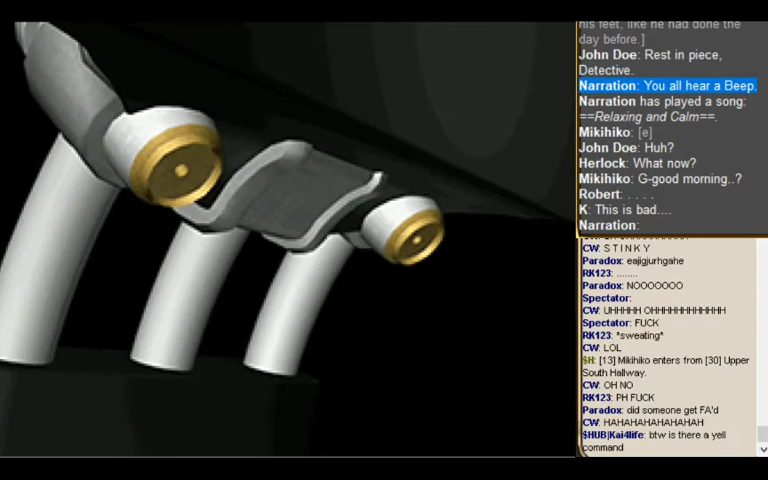 his feet, like he had done the
day before.]
John Doe: Rest in piece,
Detective.
Narration: You all hear a Beep.
Narration has played a song:
==Relaxing and Calm==.
Mikihiko: [e]
John Doe: Huh?
Herlock: What now?
Mikihiko: G-good morning..?
Robert: . . . .
K: This is bad....
Narration:
CW: S T I N K Y
Paradox: eajigjurhgahe
RK123: ........
Paradox: NOOOOOOO
Spectator:
CW: UHHHHH OHHHHHHHHHHH
Spectator: FUCK
RK123: *sweating*
CW: LOL
$H: [13] Mikihiko enters from [30] Upper
South Hallway.
CW: OH NO
RK123: PH FUCK
Paradox: did someone get FA'd
CW: HAHAHAHAHAHAHAH
$HUB|Kai4life: btw is there a yell
command